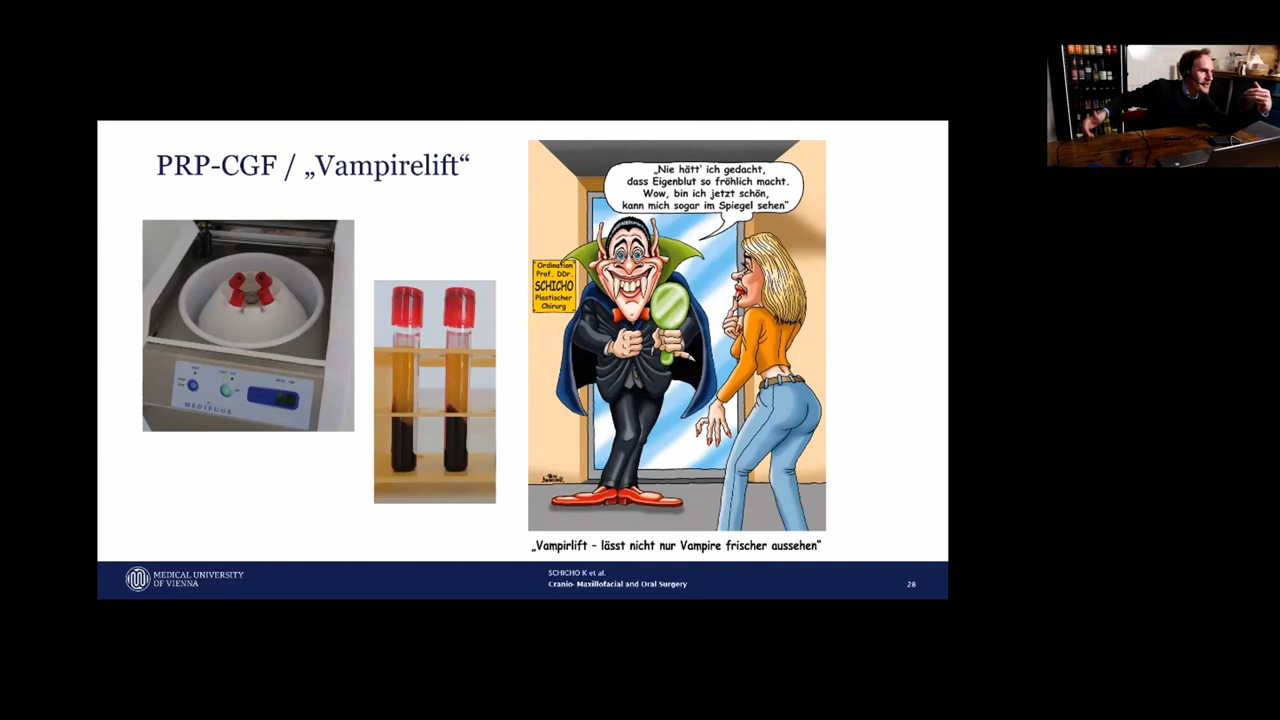 PRP-CGF / „Vampirelift“
„Nie hätt' ich gedacht,
dass Eigenblut so fröhlich macht.
Wow, bin ich jetzt schön,
kann mich sogar im Spiegel sehen“
Ordination
Prof. DDr.
SCHICHO
Plastischer
Chirurg
MEDIFUGE
„Vampirlift – lässt nicht nur Vampire frischer aussehen“
MEDICAL UNIVERSITY
OF VIENNA
SCHICHO K et al.
Cranio- Maxillofacial and Oral Surgery
28